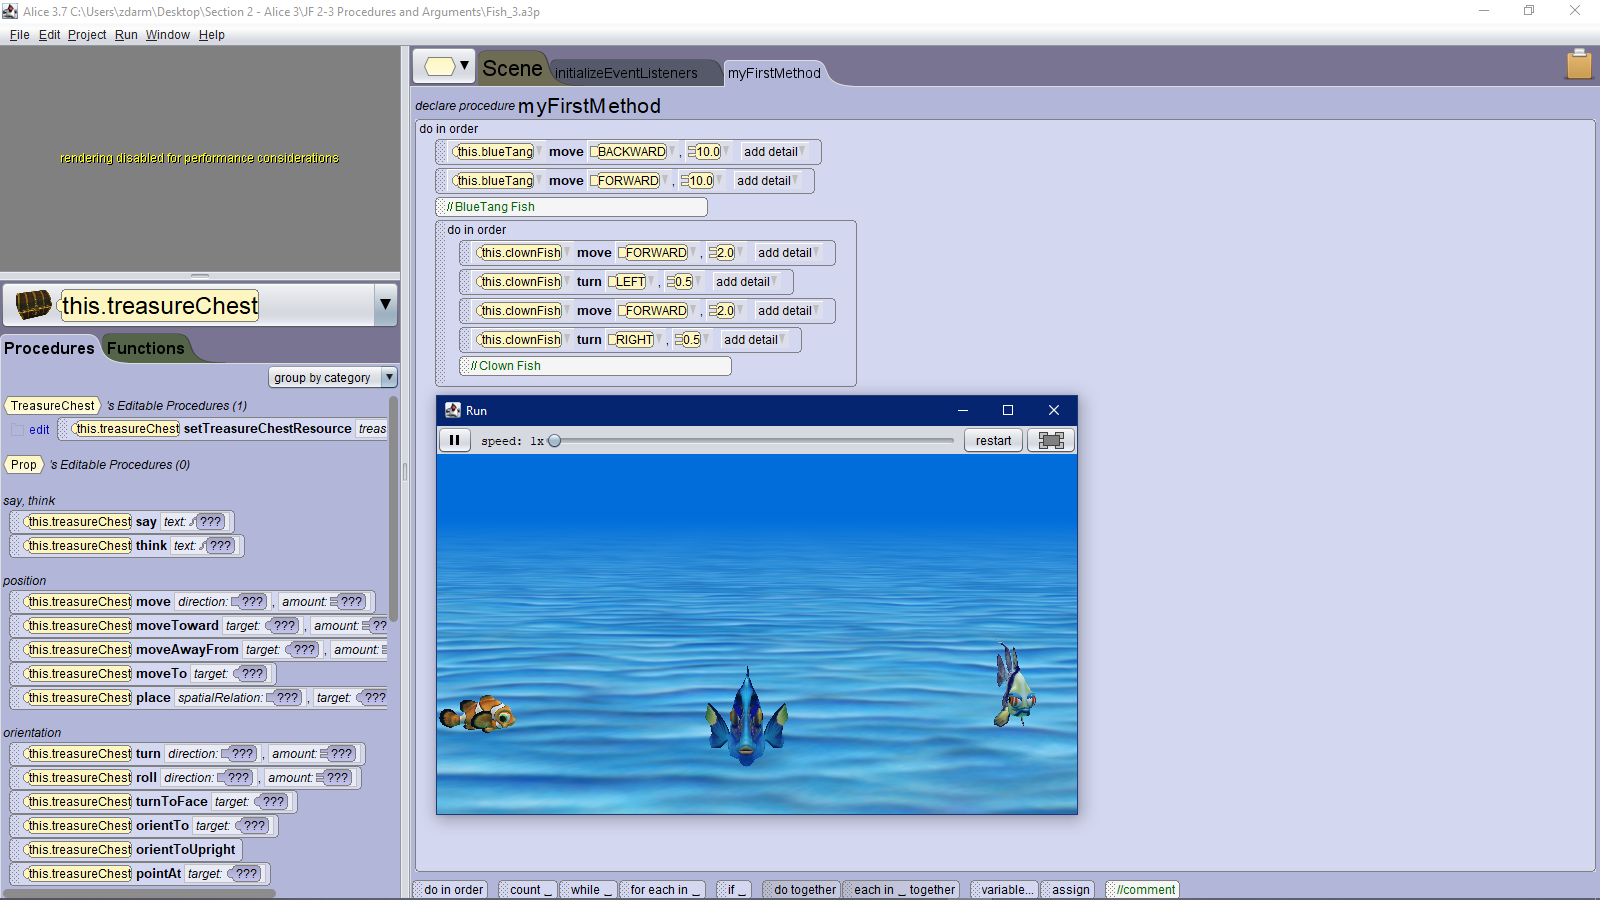 Alice 3.7 C:\Users\zdarm\Desktop\Section 2 - Alice 3\JF 2-3 Procedures and Arguments\Fish_3.a3p
File Edit Project Run Window Help
rendering disabled for performance considerations
this.treasureChest
Procedures Functions
group by category
TreasureChest 's Editable Procedures (1)
edit this.treasureChest setTreasureChestResource treas
Prop 's Editable Procedures (0)
say, think
this.treasureChest say text: ???
this.treasureChest think text: ???
position
this.treasureChest move direction: ??? , amount: ???
this.treasureChest moveToward target: ??? , amount: ??
this.treasureChest moveAwayFrom target: ??? , amount:
this.treasureChest moveTo target: ???
this.treasureChest place spatialRelation: ??? , target: ???
orientation
this.treasureChest turn direction: ??? , amount: ???
this.treasureChest roll direction: ??? , amount: ???
this.treasureChest turnToFace target: ???
this.treasureChest orientTo target: ???
this.treasureChest orientToUpright
this.treasureChest pointAt target: ???
Scene initializeEventListeners myFirstMethod
declare procedure myFirstMethod
do in order
this.blueTang move BACKWARD , 10.0 add detail
this.blueTang move FORWARD , 10.0 add detail
//BlueTang Fish
do in order
this.clownFish move FORWARD , 2.0 add detail
this.clownFish turn LEFT , 0.5 add detail
this.clownFish move FORWARD , 2.0 add detail
this.clownFish turn RIGHT , 0.5 add detail
//Clown Fish
Run
speed: 1x restart
do in order count _ while _ for each in _ if _ do together each in _ together variable... assign //comment